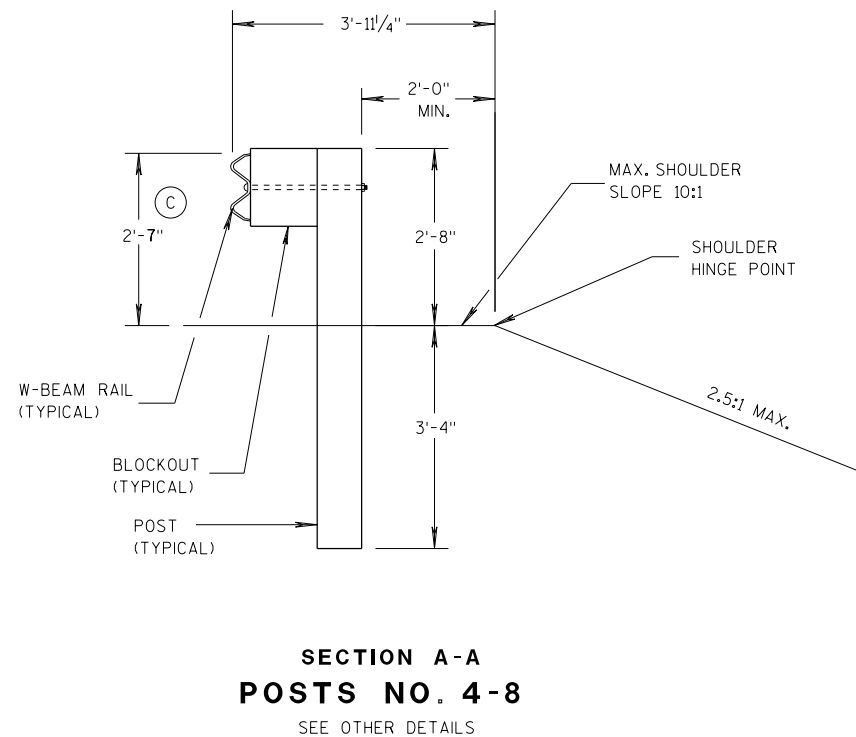 3'-11 1/4"
2'-0"
MIN.
MAX. SHOULDER
SLOPE 10:1
C
2'-7"
2'-8"
SHOULDER
HINGE POINT
W-BEAM RAIL
(TYPICAL)
2.5:1 MAX.
3'-4"
BLOCKOUT
(TYPICAL)
POST
(TYPICAL)
SECTION A-A
POSTS NO. 4-8
SEE OTHER DETAILS